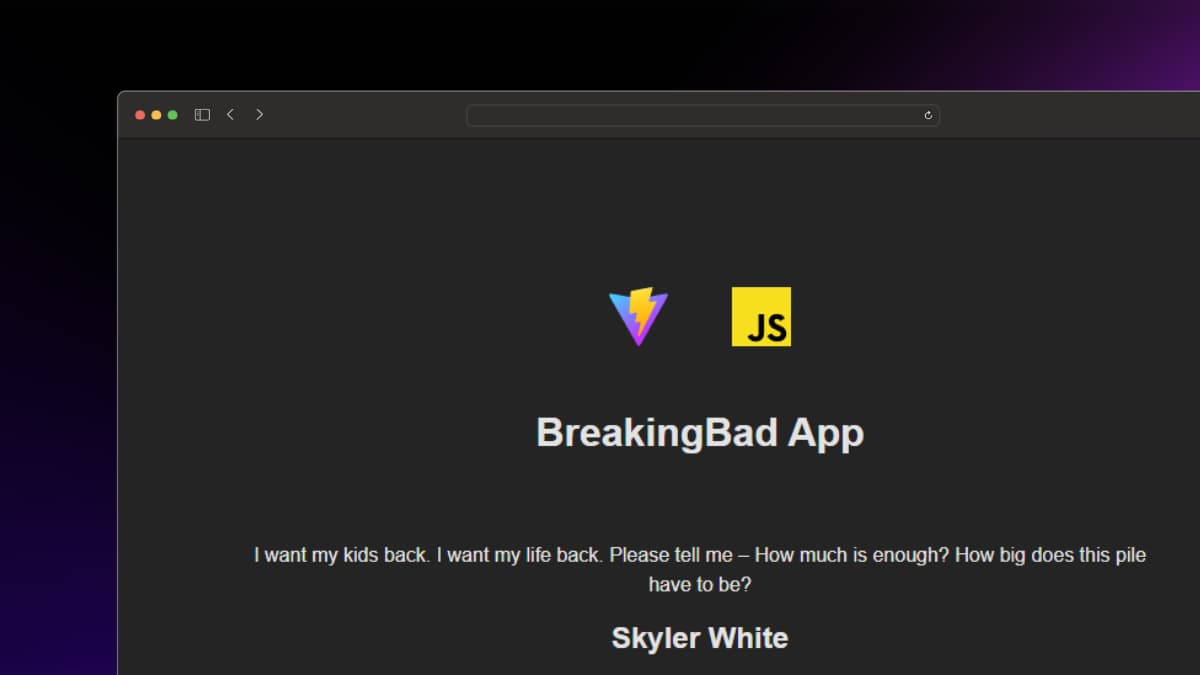 JS
BreakingBad App
I want my kids back. I want my life back. Please tell me – How much is enough? How big does this pile
have to be?
Skyler White